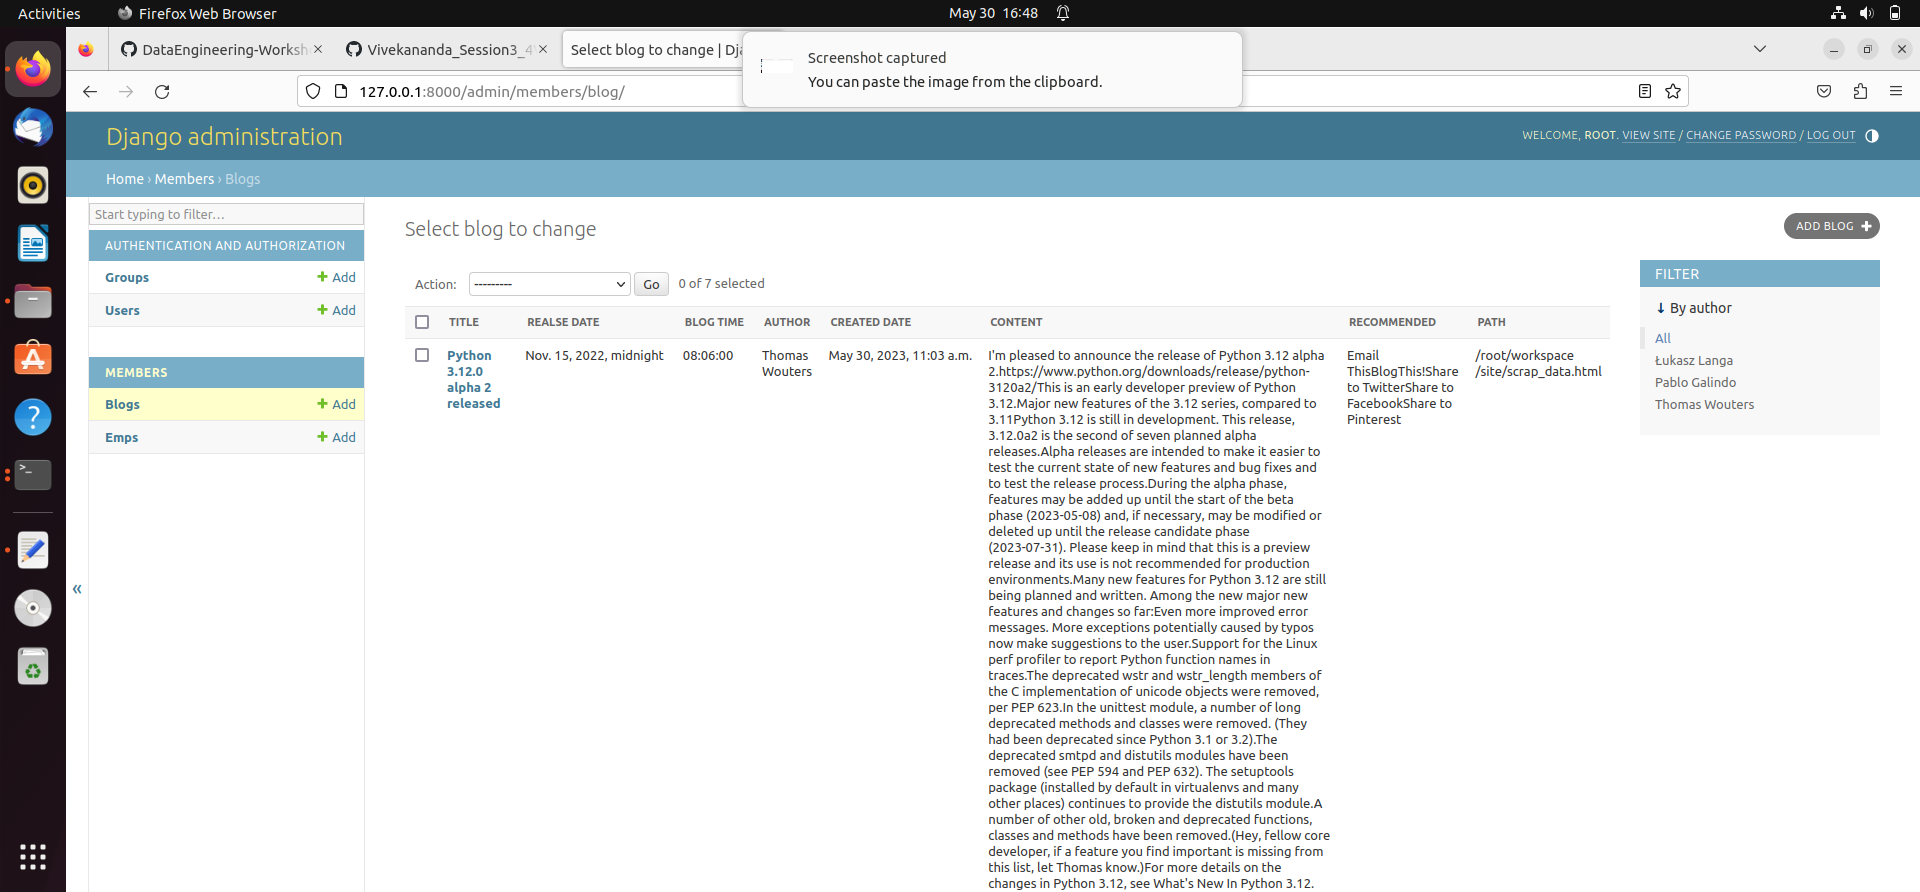 Activities
Firefox Web Browser
May 30 16:48
DataEngineering-Worksh
Vivekananda_Session3_4
Select blog to change | Dja
Screenshot captured
You can paste the image from the clipboard.
127.0.0.1:8000/admin/members/blog/
Django administration
WELCOME, ROOT. VIEW SITE / CHANGE PASSWORD / LOG OUT
Home › Members › Blogs
Start typing to filter...
AUTHENTICATION AND AUTHORIZATION
Groups
+ Add
Users
+ Add
MEMBERS
Blogs
+ Add
Emps
+ Add
«
Select blog to change
ADD BLOG +
Action:
---------
Go
0 of 7 selected
TITLE
REALSE DATE
BLOG TIME
AUTHOR
CREATED DATE
CONTENT
RECOMMENDED
PATH
Python
3.12.0
alpha 2
released
Nov. 15, 2022, midnight
08:06:00
Thomas
Wouters
May 30, 2023, 11:03 a.m.
I'm pleased to announce the release of Python 3.12 alpha
2.https://www.python.org/downloads/release/python-
3120a2/This is an early developer preview of Python
3.12.Major new features of the 3.12 series, compared to
3.11Python 3.12 is still in development. This release,
3.12.0a2 is the second of seven planned alpha
releases.Alpha releases are intended to make it easier to
test the current state of new features and bug fixes and
to test the release process.During the alpha phase,
features may be added up until the start of the beta
phase (2023-05-08) and, if necessary, may be modified or
deleted up until the release candidate phase
(2023-07-31). Please keep in mind that this is a preview
release and its use is not recommended for production
environments.Many new features for Python 3.12 are still
being planned and written. Among the new major new
features and changes so far:Even more improved error
messages. More exceptions potentially caused by typos
now make suggestions to the user.Support for the Linux
perf profiler to report Python function names in
traces.The deprecated wstr and wstr_length members of
the C implementation of unicode objects were removed,
per PEP 623.In the unittest module, a number of long
deprecated methods and classes were removed. (They
had been deprecated since Python 3.1 or 3.2).The
deprecated smtpd and distutils modules have been
removed (see PEP 594 and PEP 632). The setuptools
package (installed by default in virtualenvs and many
other places) continues to provide the distutils module.A
number of other old, broken and deprecated functions,
classes and methods have been removed.(Hey, fellow core
developer, if a feature you find important is missing from
this list, let Thomas know.)For more details on the
changes in Python 3.12, see What's New In Python 3.12.
Email
ThisBlogThis!Share
to TwitterShare to
FacebookShare to
Pinterest
/root/workspace
/site/scrap_data.html
FILTER
↓ By author
All
Łukasz Langa
Pablo Galindo
Thomas Wouters